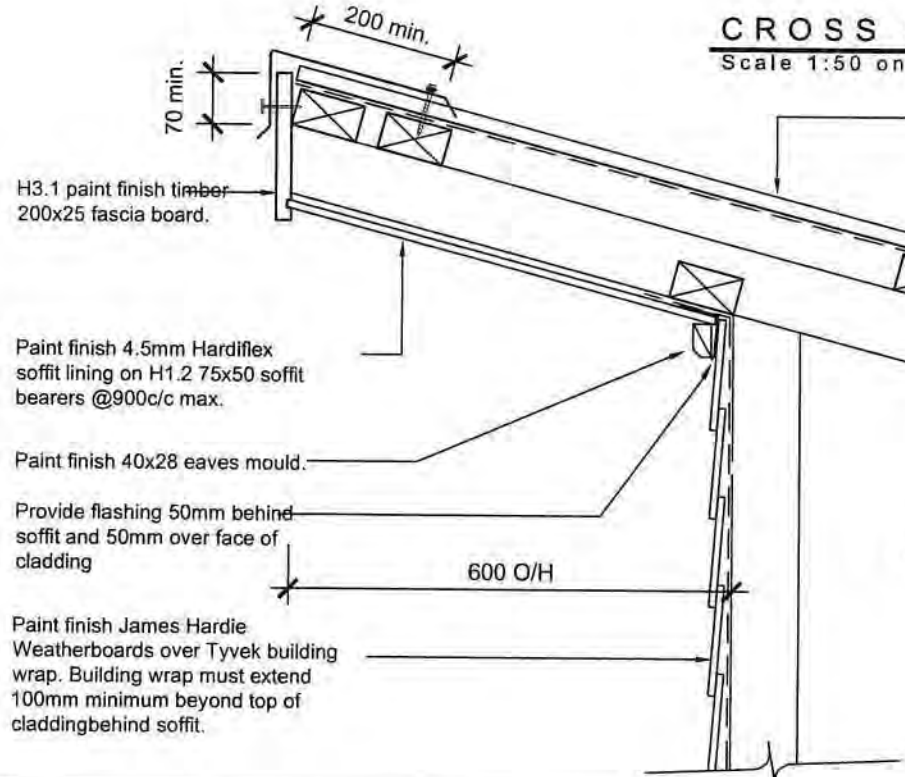 200 min.
CROSS
Scale 1:50 on
70 min.
H3.1 paint finish timber
200x25 fascia board.
Paint finish 4.5mm Hardiflex
soffit lining on H1.2 75x50 soffit
bearers @900c/c max.
Paint finish 40x28 eaves mould.
Provide flashing 50mm behind
soffit and 50mm over face of
cladding
600 O/H
Paint finish James Hardie
Weatherboards over Tyvek building
wrap. Building wrap must extend
100mm minimum beyond top of
claddingbehind soffit.